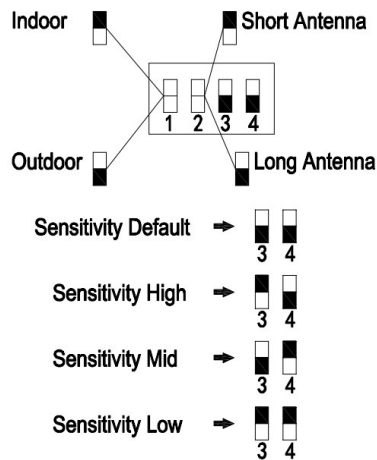 Indoor Short Antenna
1 2 3 4
Outdoor Long Antenna
Sensitivity Default
3 4
Sensitivity High
3 4
Sensitivity Mid
3 4
Sensitivity Low
3 4